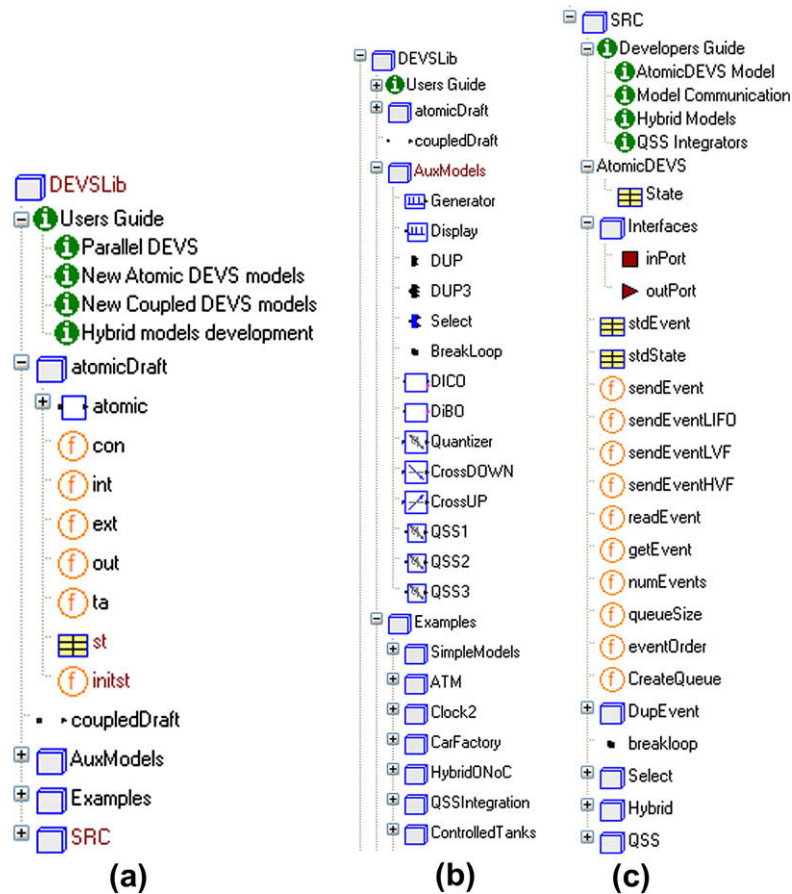 DEVSLib
Users Guide
Parallel DEVS
New Atomic DEVS models
New Coupled DEVS models
Hybrid models development
atomicDraft
atomic
con
int
ext
out
ta
st
initst
coupledDraft
AuxModels
Examples
SRC
(a)
DEVSLib
Users Guide
atomicDraft
coupledDraft
AuxModels
Generator
Display
DUP
DUP3
Select
BreakLoop
DICO
DiBO
Quantizer
CrossDOWN
CrossUP
QSS1
QSS2
QSS3
Examples
SimpleModels
ATM
Clock2
CarFactory
HybridONoC
QSSIntegration
ControlledTanks
(b)
SRC
Developers Guide
AtomicDEVS Model
Model Communication
Hybrid Models
QSS Integrators
AtomicDEVS
State
Interfaces
inPort
outPort
stdEvent
stdState
sendEvent
sendEventLIFO
sendEventLVF
sendEventHVF
readEvent
getEvent
numEvents
queueSize
eventOrder
CreateQueue
DupEvent
breakloop
Select
Hybrid
QSS
(c)